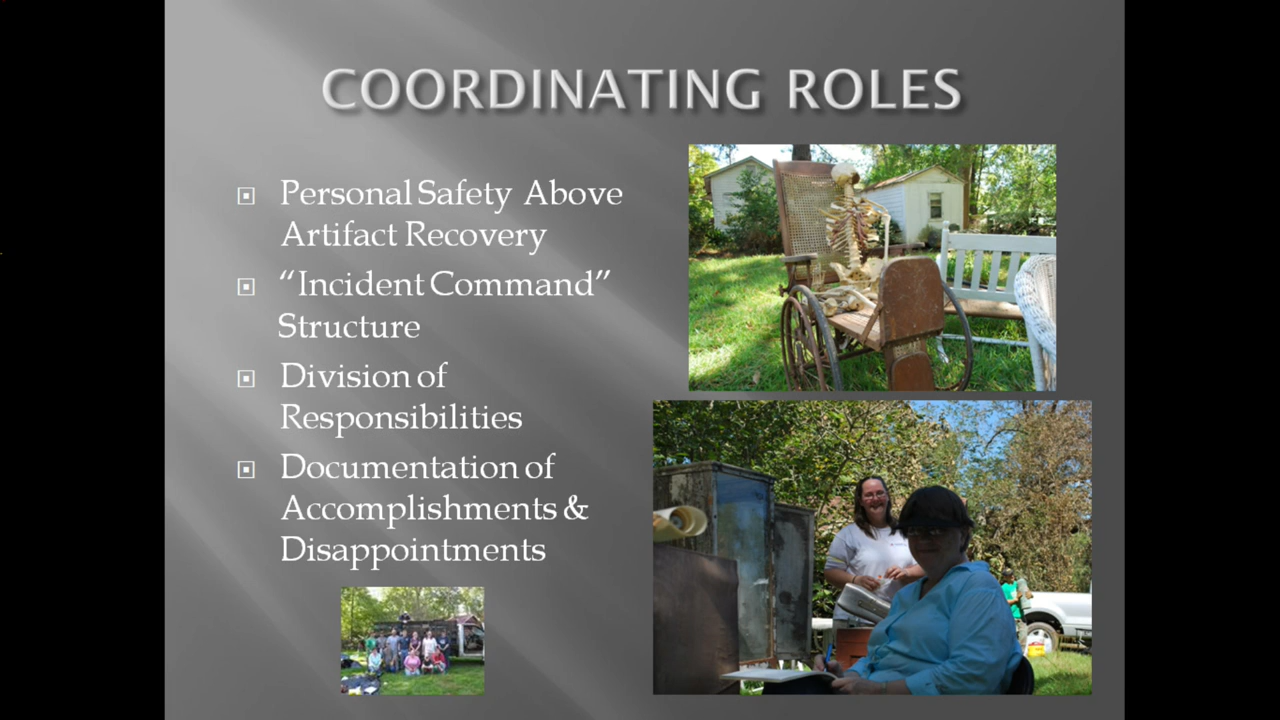 COORDINATING ROLES
Personal Safety Above
Artifact Recovery
“Incident Command”
Structure
Division of
Responsibilities
Documentation of
Accomplishments &
Disappointments